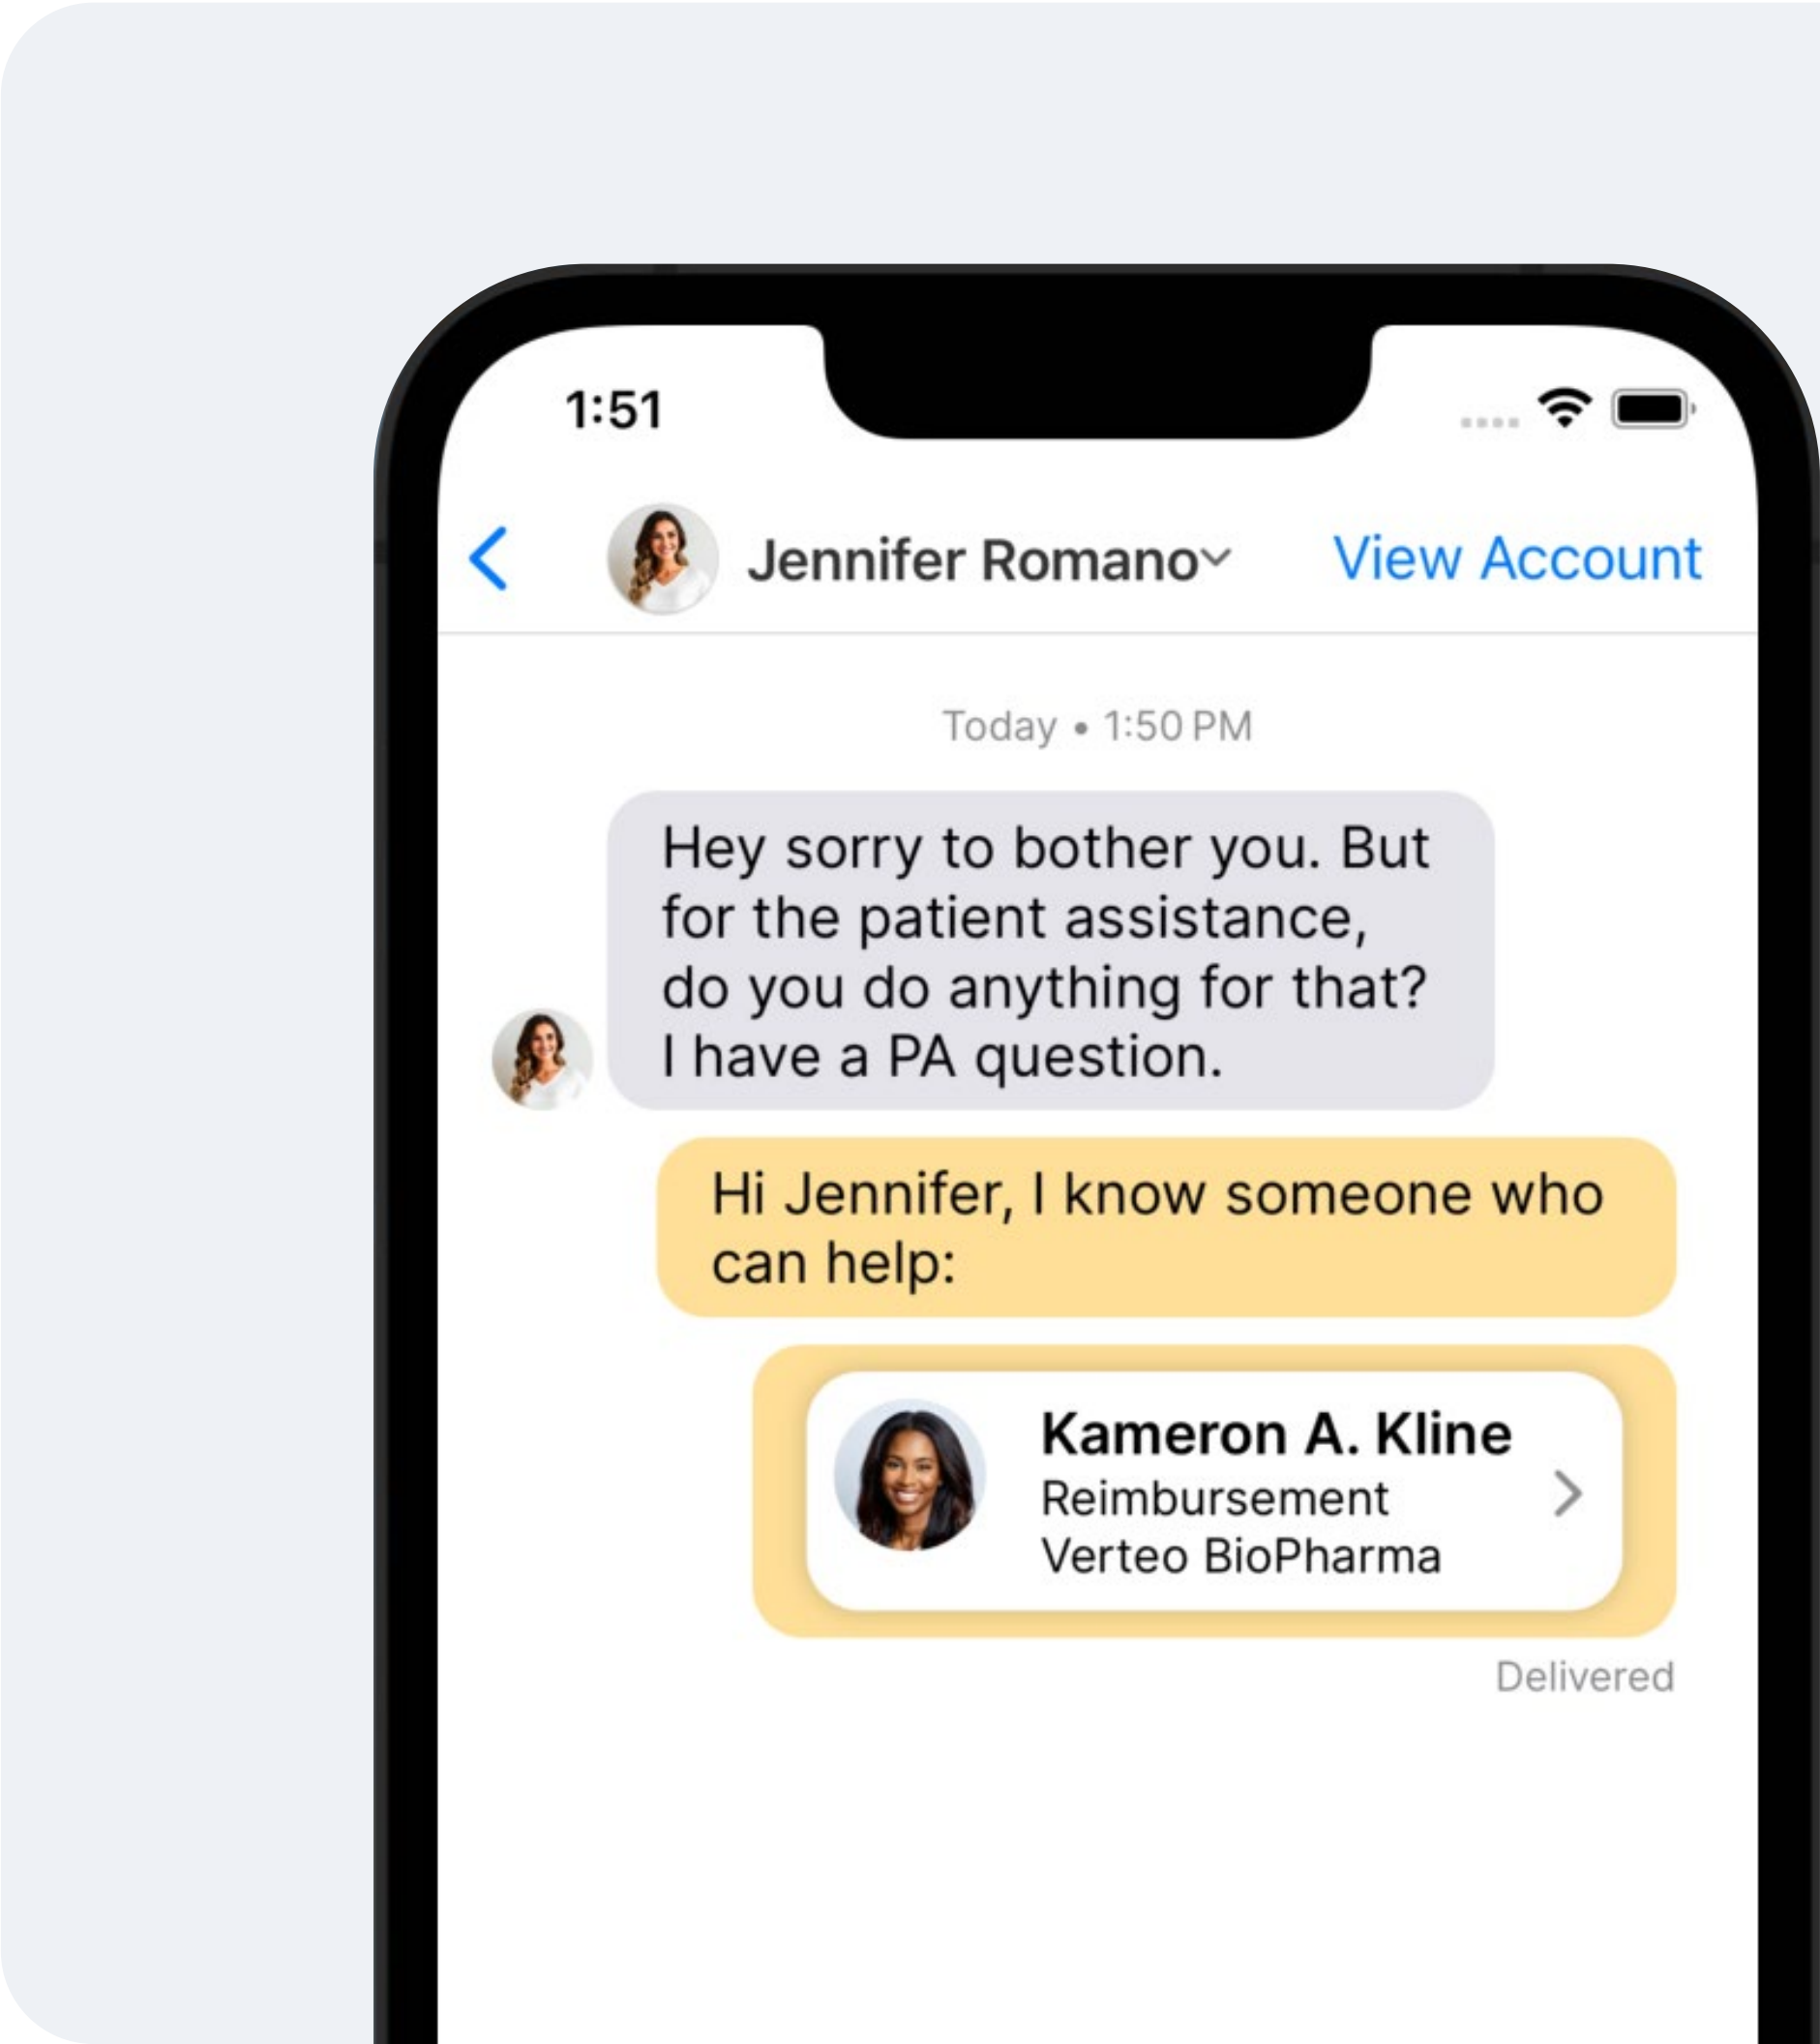 1:51
Jennifer Romano
View Account
Today • 1:50 PM
Hey sorry to bother you. But
for the patient assistance,
do you do anything for that?
I have a PA question.
Hi Jennifer, I know someone who
can help:
Kameron A. Kline
Reimbursement
Verteo BioPharma
Delivered